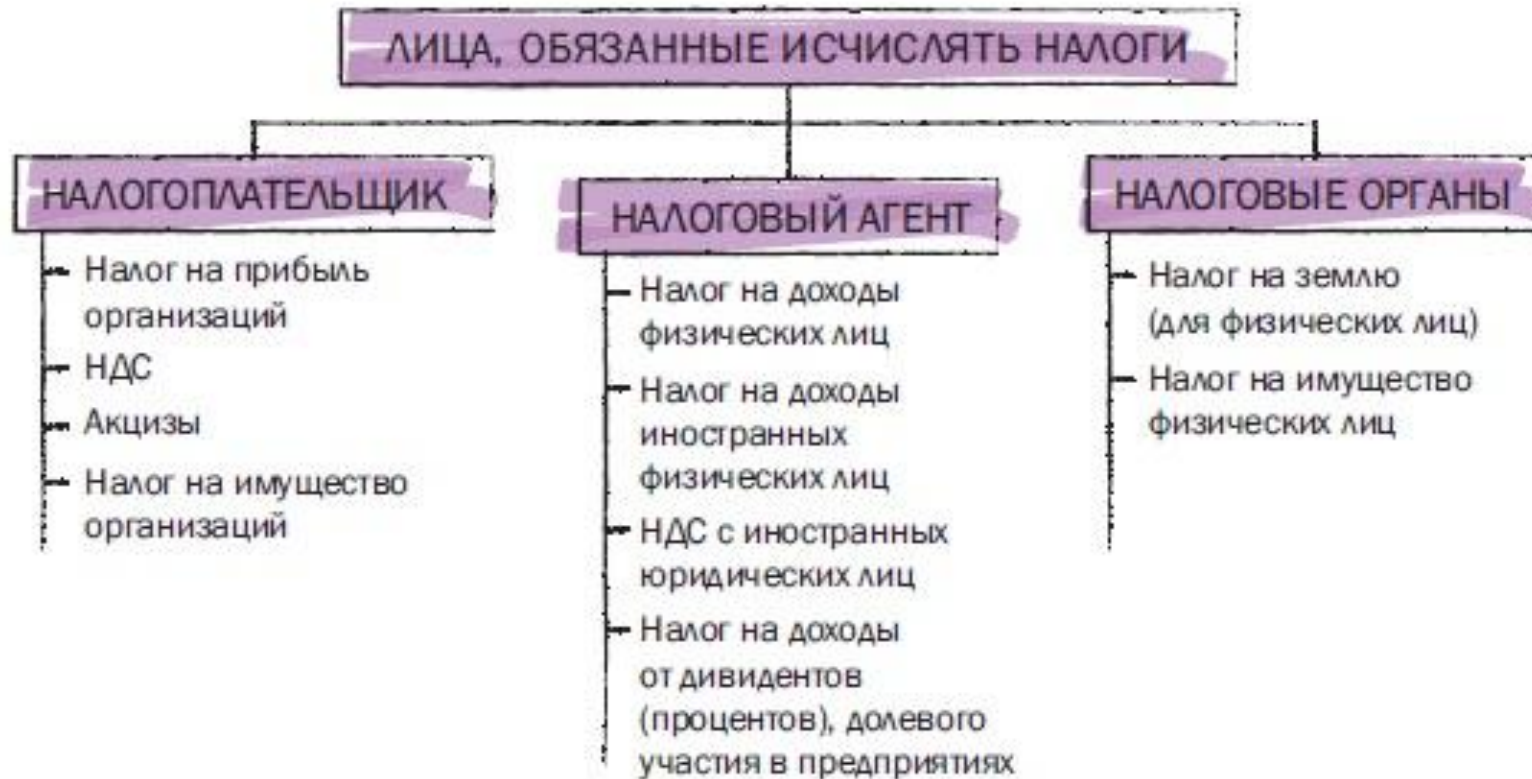 ЛИЦА, ОБЯЗАННЫЕ ИСЧИСЛЯТЬ НАЛОГИ
НАЛОГОПЛАТЕЛЬЩИК
Налог на прибыль
организаций
НДС
Акцизы
Налог на имущество
организаций
НАЛОГОВЫЙ АГЕНТ
Налог на доходы
физических лиц
Налог на доходы
иностранных
физических лиц
НДС с иностранных
юридических лиц
Налог на доходы
от дивидентов
(процентов), долевого
участия в предприятиях
НАЛОГОВЫЕ ОРГАНЫ
Налог на землю
(для физических лиц)
Налог на имущество
физических лиц